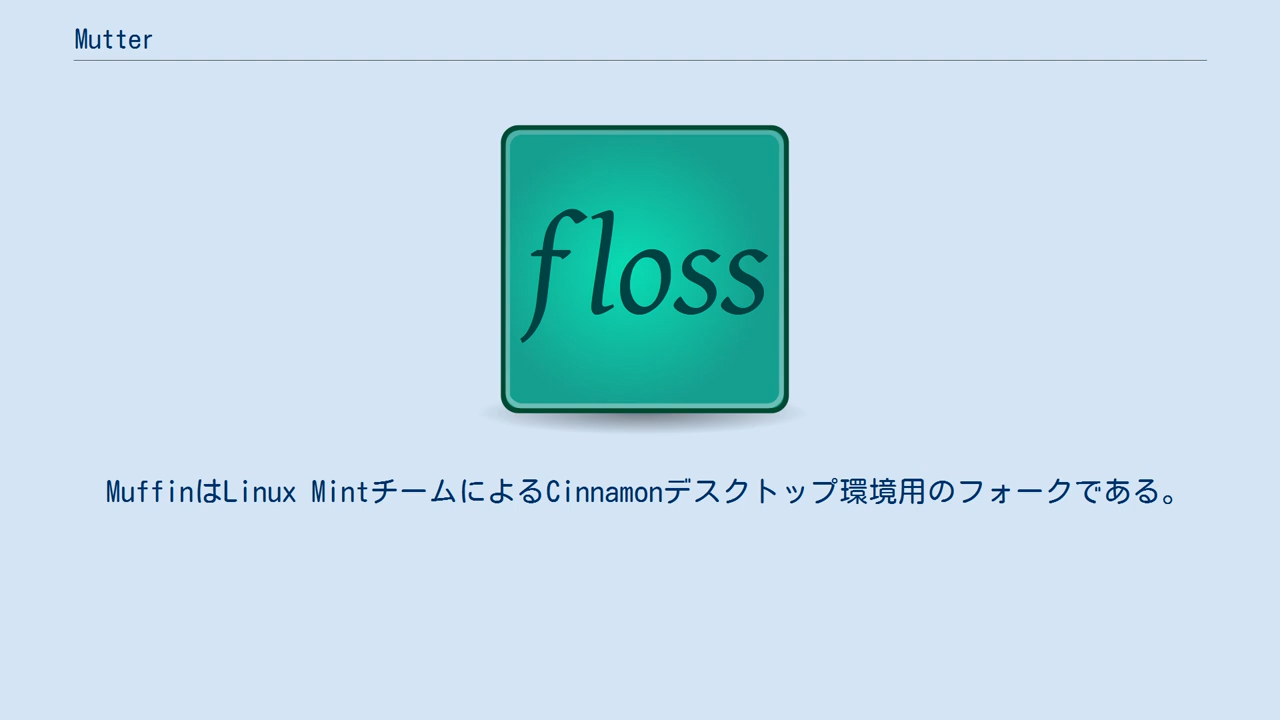 Mutter
floss
MuffinはLinux MintチームによるCinnamonデスクトップ環境用のフォークである。